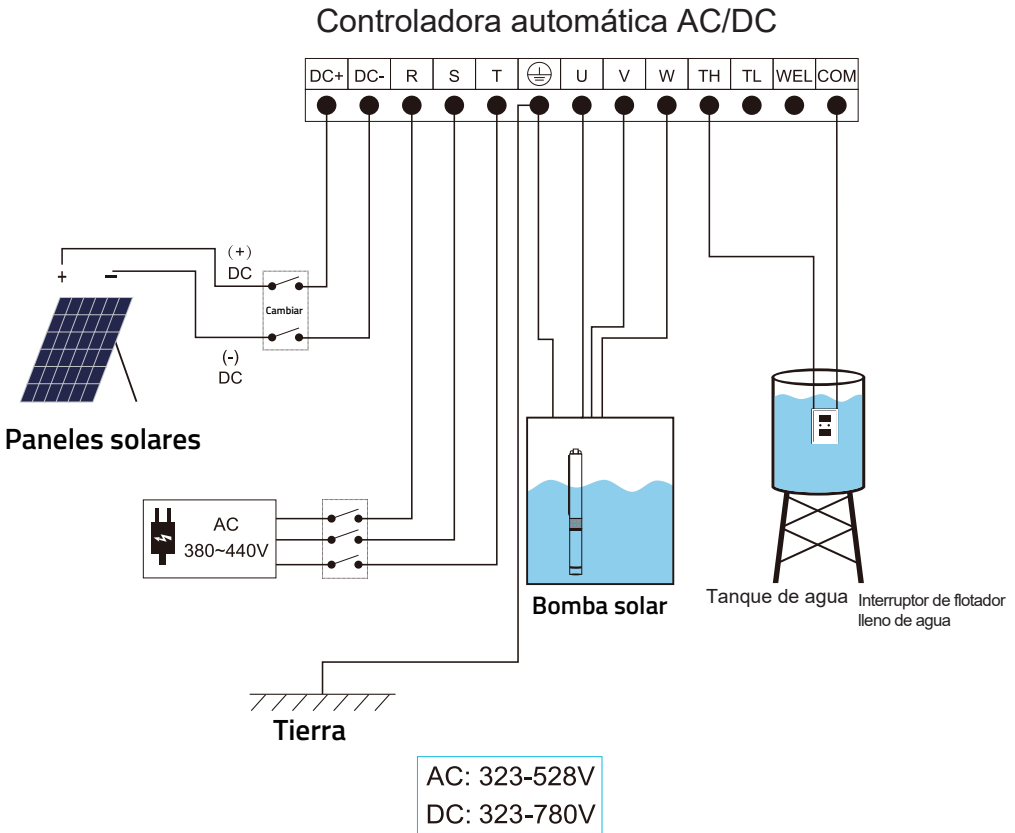 Controladora automática AC/DC
DC+ DC- R S T U V W TH TL WEL COM
(+)
DC
+ −
Cambiar
(-)
DC
Paneles solares
AC
380~440V
Bomba solar
Tanque de agua
Interruptor de flotador
lleno de agua
Tierra
AC: 323-528V
DC: 323-780V